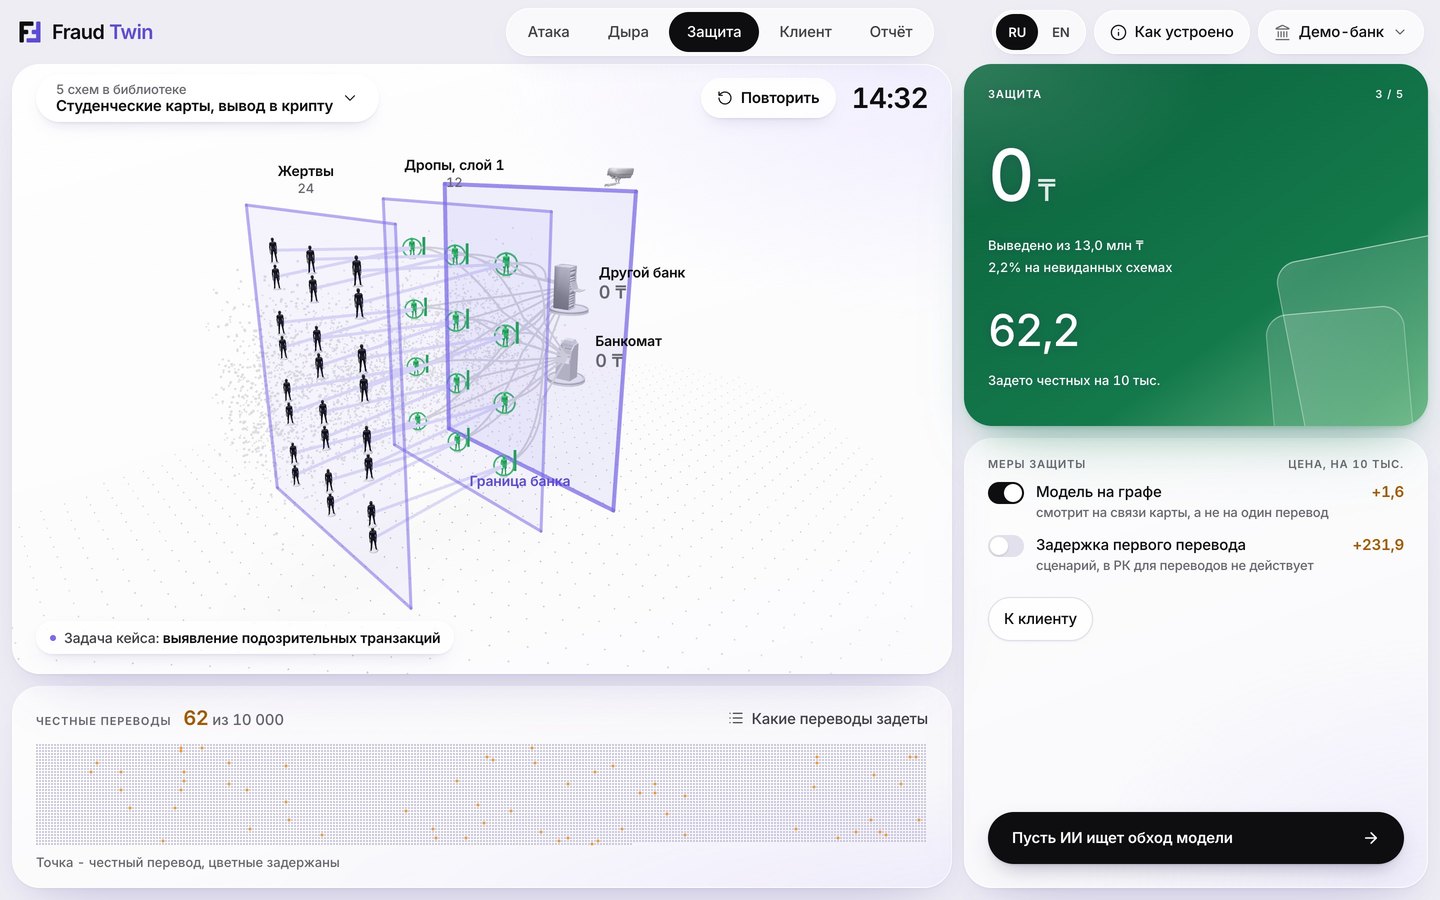 Fraud Twin
Атака
Дыра
Защита
Клиент
Отчёт
RU
EN
Как устроено
Демо-банк
5 схем в библиотеке
Студенческие карты, вывод в крипту
Повторить
14:32
Жертвы
24
Дропы, слой 1
12
Другой банк
0 ₸
Банкомат
0 ₸
Граница банка
Задача кейса: выявление подозрительных транзакций
ЧЕСТНЫЕ ПЕРЕВОДЫ 62 из 10 000
Какие переводы задеты
Точка - честный перевод, цветные задержаны
ЗАЩИТА
3 / 5
0 ₸
Выведено из 13,0 млн ₸
2,2% на невиданных схемах
62,2
Задето честных на 10 тыс.
МЕРЫ ЗАЩИТЫ
ЦЕНА, НА 10 ТЫС.
Модель на графе
+1,6
смотрит на связи карты, а не на один перевод
Задержка первого перевода
+231,9
сценарий, в РК для переводов не действует
К клиенту
Пусть ИИ ищет обход модели